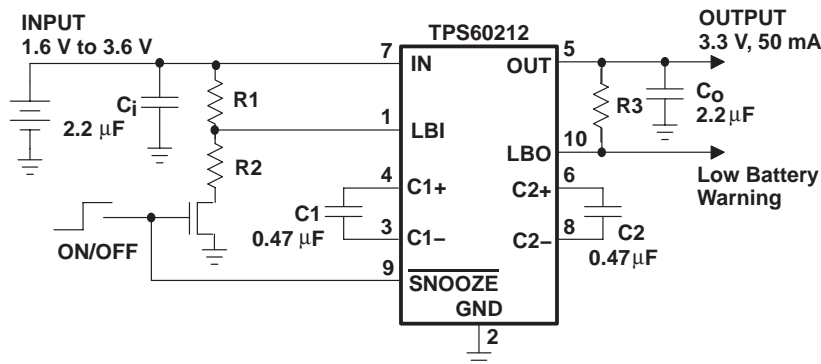 INPUT
1.6 V to 3.6 V
TPS60212
OUTPUT
3.3 V, 50 mA
7
IN
OUT
5
Ci
2.2 μF
R1
1
LBI
R2
R3
Co
2.2 μF
LBO
10
Low Battery
Warning
4
C1+
C2+
6
C1
0.47 μF
3
C1−
C2−
8
C2
0.47 μF
ON/OFF
9
SNOOZE
GND
2